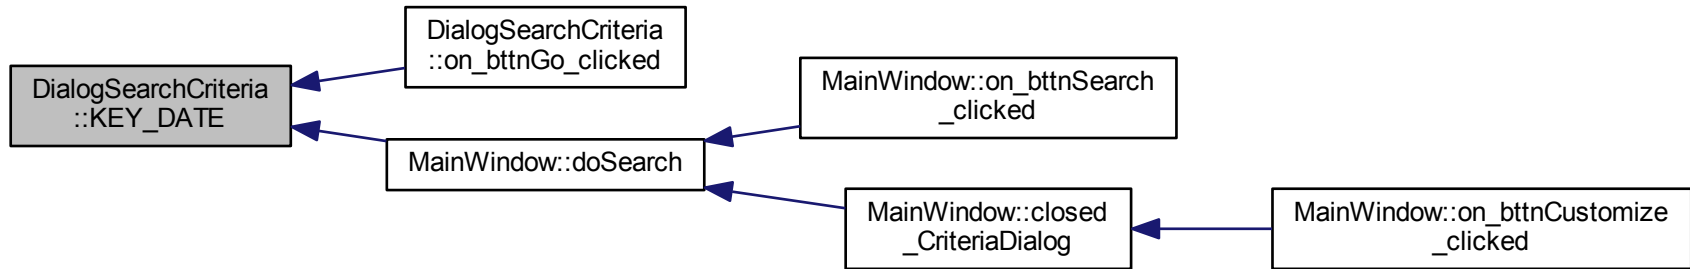 DialogSearchCriteria
::KEY_DATE
DialogSearchCriteria
::on_bttnGo_clicked
MainWindow::doSearch
MainWindow::on_bttnSearch
_clicked
MainWindow::closed
_CriteriaDialog
MainWindow::on_bttnCustomize
_clicked